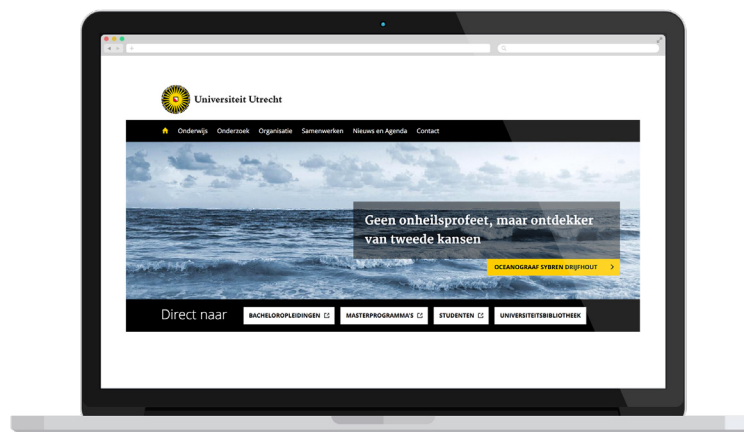 Universiteit Utrecht
Onderwijs Onderzoek Organisatie Samenwerken Nieuws en Agenda Contact
Geen onheilsprofeet, maar ontdekker
van tweede kansen
OCEANOGRAAF SYBREN DRIJFHOUT
Direct naar BACHELOROPLEIDINGEN MASTERPROGRAMMA'S STUDENTEN UNIVERSITEITSBIBLIOTHEEK